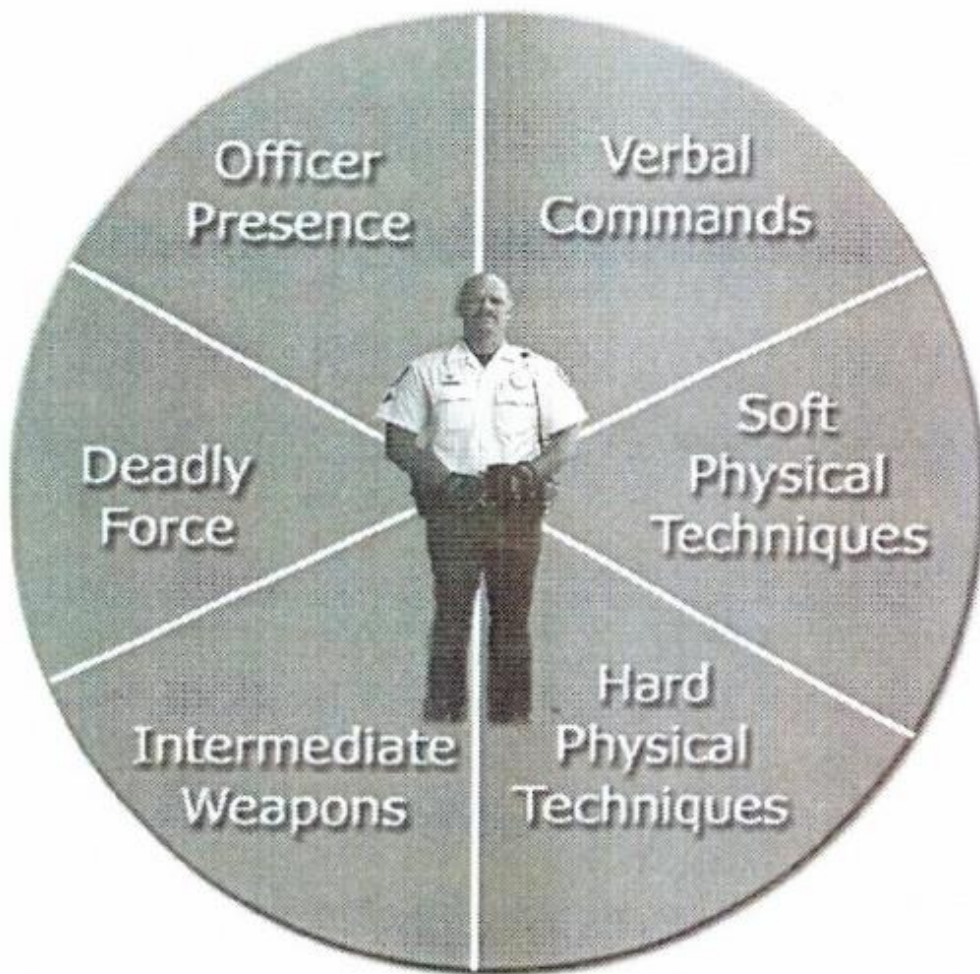 Officer
Presence
Verbal
Commands
Soft
Physical
Techniques
Hard
Physical
Techniques
Intermediate
Weapons
Deadly
Force